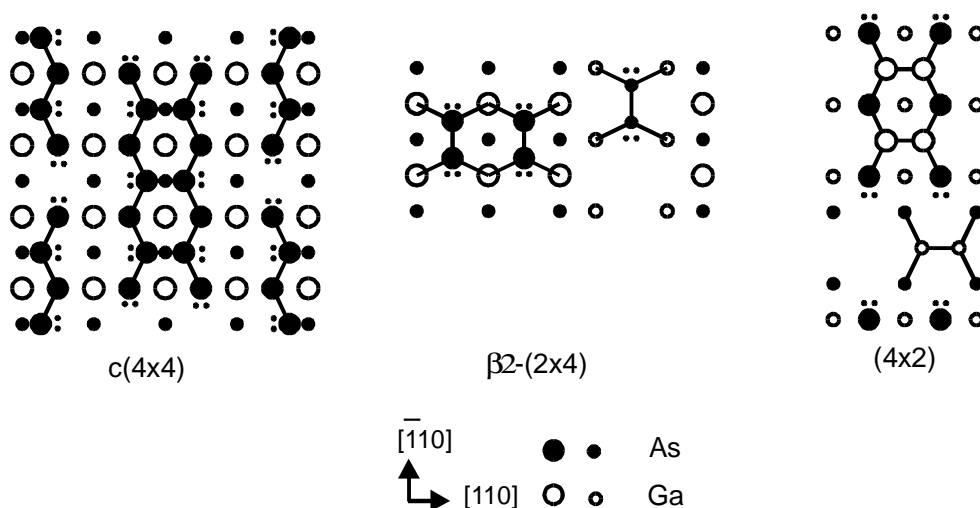 c(4x4)
β2-(2x4)
(4x2)
[1̅10]
[110]
As
Ga